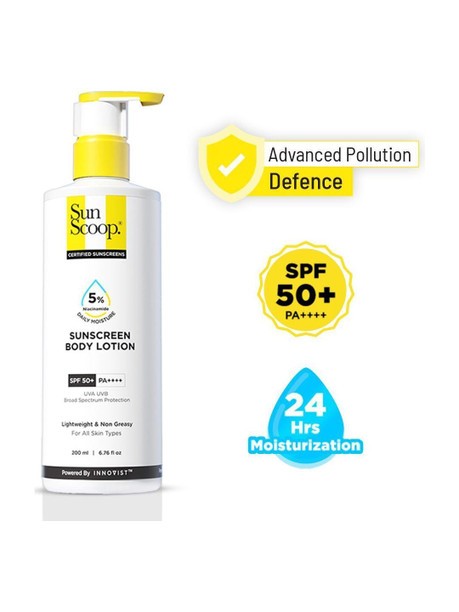 Sun
Scoop.®
CERTIFIED SUNSCREENS
5%
Niacinamide
DAILY MOISTURE
SUNSCREEN
BODY LOTION
SPF 50+ PA++++
UVA UVB
Broad Spectrum Protection
Lightweight & Non Greasy
For All Skin Types
200 ml | 6.76 fl oz
Powered By INNOVIST™
Advanced Pollution
Defence
SPF
50+
PA++++
24
Hrs
Moisturization